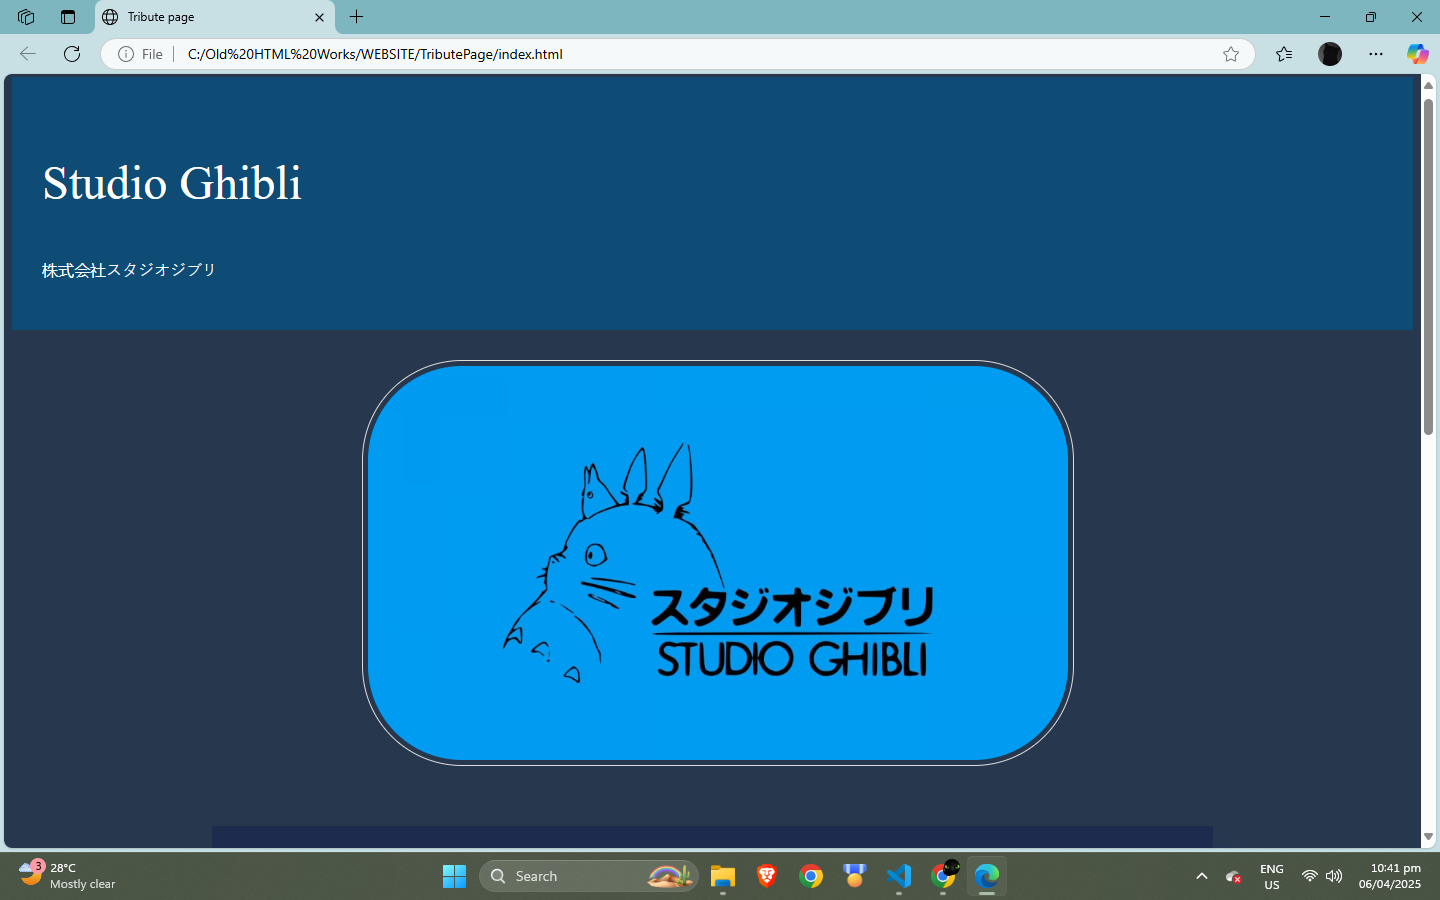 Tribute page
File
C:/Old%20HTML%20Works/WEBSITE/TributePage/index.html
Studio Ghibli
株式会社スタジオジブリ
スタジオジブリ
STUDIO GHIBLI
3
28°C
Mostly clear
Search
ENG
US
10:41 pm
06/04/2025